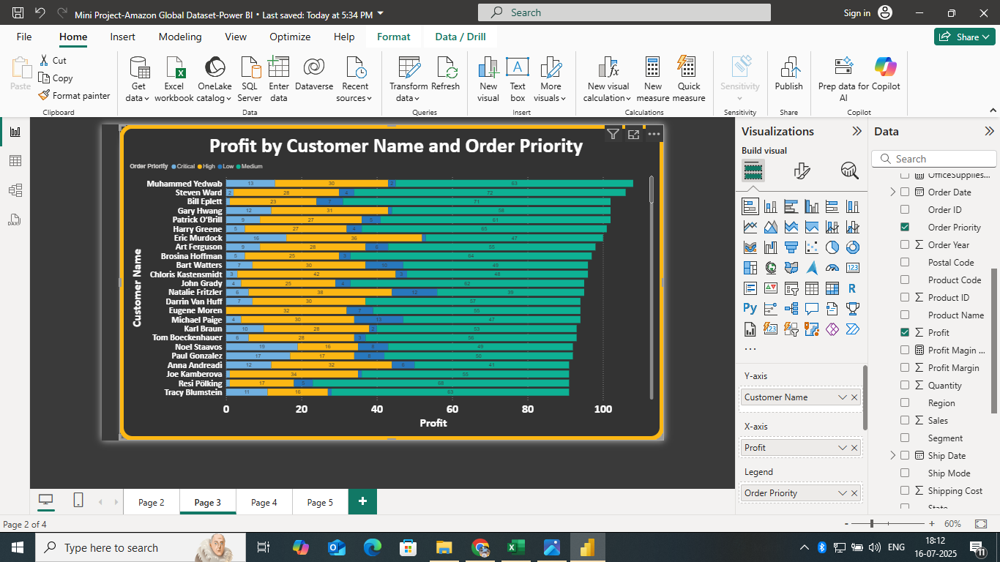 Mini Project-Amazon Global Dataset-Power BI • Last saved: Today at 5:34 PM
Search
Sign in
File
Home
Insert
Modeling
View
Optimize
Help
Format
Data / Drill
Share
Paste
Cut
Copy
Format painter
Get data
Excel workbook
OneLake catalog
SQL Server
Enter data
Dataverse
Recent sources
Transform data
Refresh
New visual
Text box
More visuals
New visual calculation
New measure
Quick measure
Sensitivity
Publish
Prep data for AI
Copilot
Clipboard
Data
Queries
Insert
Calculations
Sensitivity
Share
Copilot
Profit by Customer Name and Order Priority
Order Priority Critical High Low Medium
Customer Name
Muhammed Yedwab 13 30 2 63
Steven Ward 2 28 4 72
Bill Eplett 23 7 71
Gary Hwang 12 31 58
Patrick O'Brill 9 27 5 61
Harry Greene 5 27 4 65
Eric Murdock 16 36 47
Art Ferguson 9 28 6 55
Brosina Hoffman 5 25 3 64
Bart Watters 7 30 10 49
Chloris Kastensmidt 3 42 3 48
John Grady 4 25 4 62
Natalie Fritzler 6 38 12 39
Darrin Van Huff 7 30 57
Eugene Moren 32 7 55
Michael Paige 4 30 13 47
Karl Braun 10 28 2 53
Tom Boeckenhauer 6 28 3 56
Noel Staavos 19 16 8 49
Paul Gonzalez 17 17 8 50
Anna Andreadi 12 32 6 41
Joe Kamberova 34 55
Resi Pölking 17 5 68
Tracy Blumstein 11 16 63
0 20 40 60 80 100
Profit
Visualizations
Build visual
Y-axis
Customer Name
X-axis
Profit
Legend
Order Priority
Data
Search
OfficeSupplies...
Order Date
Order ID
Order Priority
Order Year
Postal Code
Product Code
Product ID
Product Name
Profit
Profit Magin ...
Profit Margin
Quantity
Region
Sales
Segment
Ship Date
Ship Mode
Shipping Cost
State
Page 2
Page 3
Page 4
Page 5
Page 2 of 4
60%
Type here to search
ENG
18:12
16-07-2025
11